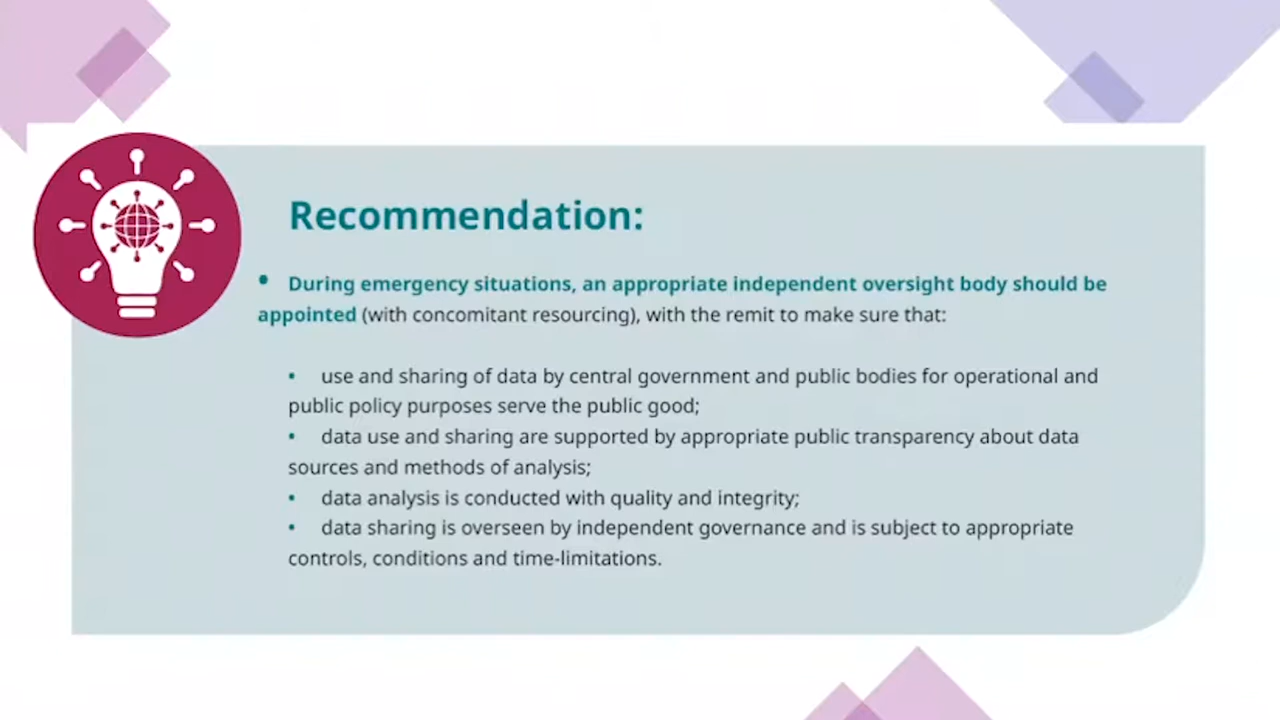 Recommendation:
• During emergency situations, an appropriate independent oversight body should be
appointed (with concomitant resourcing), with the remit to make sure that:
• use and sharing of data by central government and public bodies for operational and
public policy purposes serve the public good;
• data use and sharing are supported by appropriate public transparency about data
sources and methods of analysis;
• data analysis is conducted with quality and integrity;
• data sharing is overseen by independent governance and is subject to appropriate
controls, conditions and time-limitations.